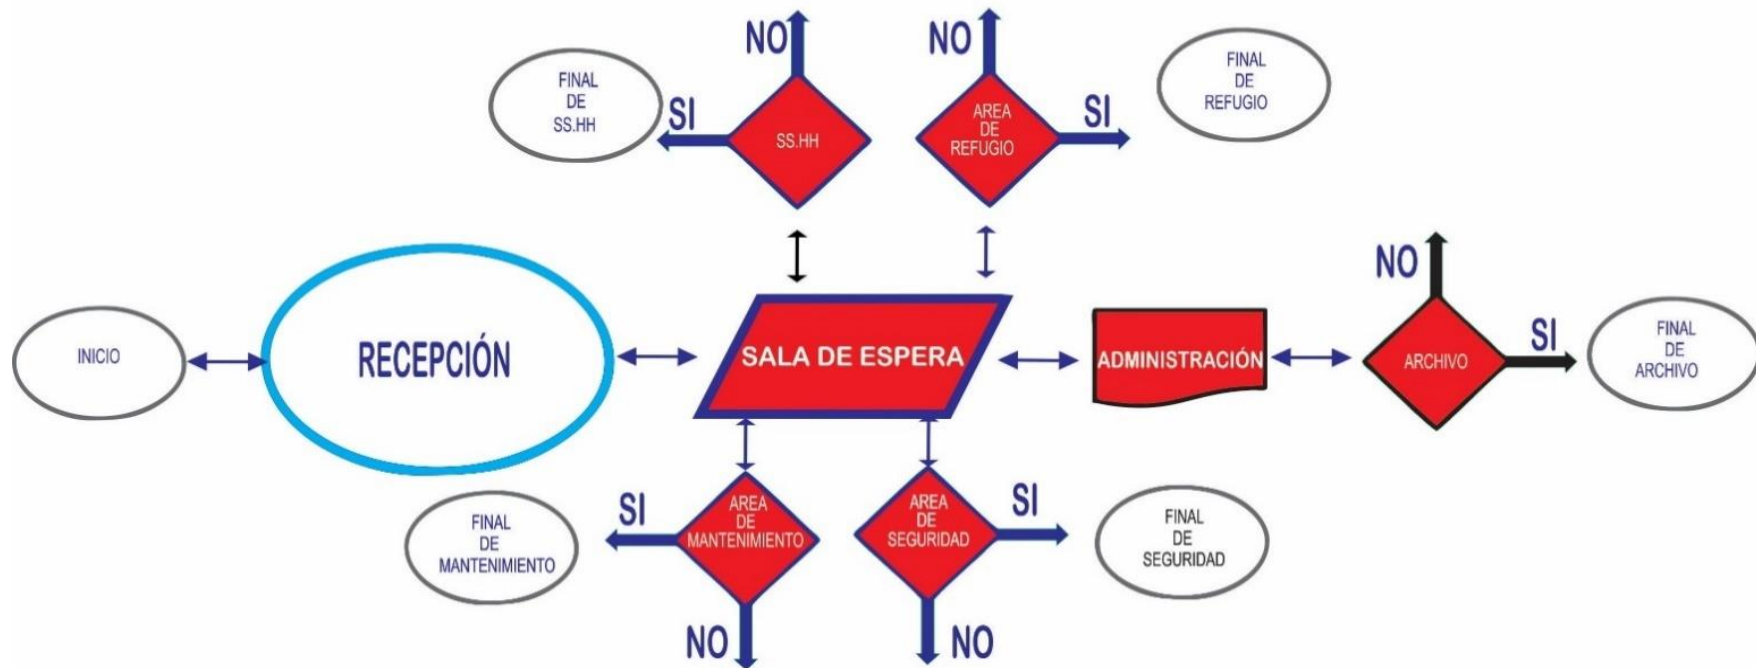 NO
NO
FINAL
DE
SS.HH
SI
SS.HH
AREA
DE
REFUGIO
SI
FINAL
DE
REFUGIO
INICIO
RECEPCIÓN
SALA DE ESPERA
ADMINISTRACIÓN
NO
ARCHIVO
SI
FINAL
DE
ARCHIVO
FINAL
DE
MANTENIMIENTO
SI
AREA
DE
MANTENIMIENTO
NO
AREA
DE
SEGURIDAD
SI
NO
FINAL
DE
SEGURIDAD